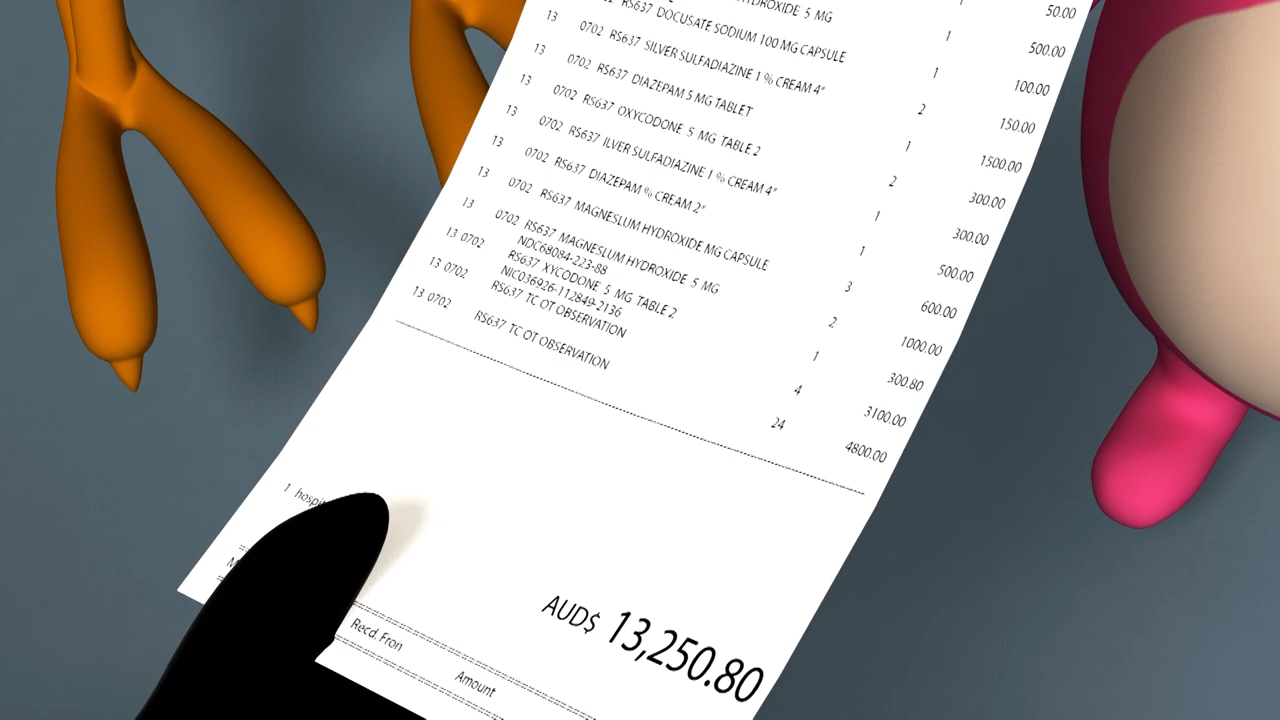 1 50.00
HYDROXIDE 5 MG 1 500.00
RS637 DOCUSATE SODIUM 100 MG CAPSULE 1 100.00
13 0702 RS637 SILVER SULFADIAZINE 1 % CREAM 4* 2 150.00
13 0702 RS637 DIAZEPAM 5 MG TABLET 1 1500.00
13 0702 RS637 OXYCODONE 5 MG TABLE 2 2 300.00
13 0702 RS637 ILVER SULFADIAZINE 1 % CREAM 4* 1 300.00
13 0702 RS637 DIAZEPAM % CREAM 2* 1 500.00
13 0702 RS637 MAGNESLUM HYDROXIDE MG CAPSULE 3 600.00
13 0702 RS637 MAGNESLUM HYDROXIDE 5 MG 2 1000.00
NDC68084-223-88
13 0702 RS637 XYCODONE 5 MG TABLE 2 1 300.80
NIC036926-112849-2136
13 0702 RS637 TC OT OBSERVATION 4 3100.00
13 0702 RS637 TC OT OBSERVATION 24 4800.00
1
AUD$ 13,250.80
Recd. Fron Amount